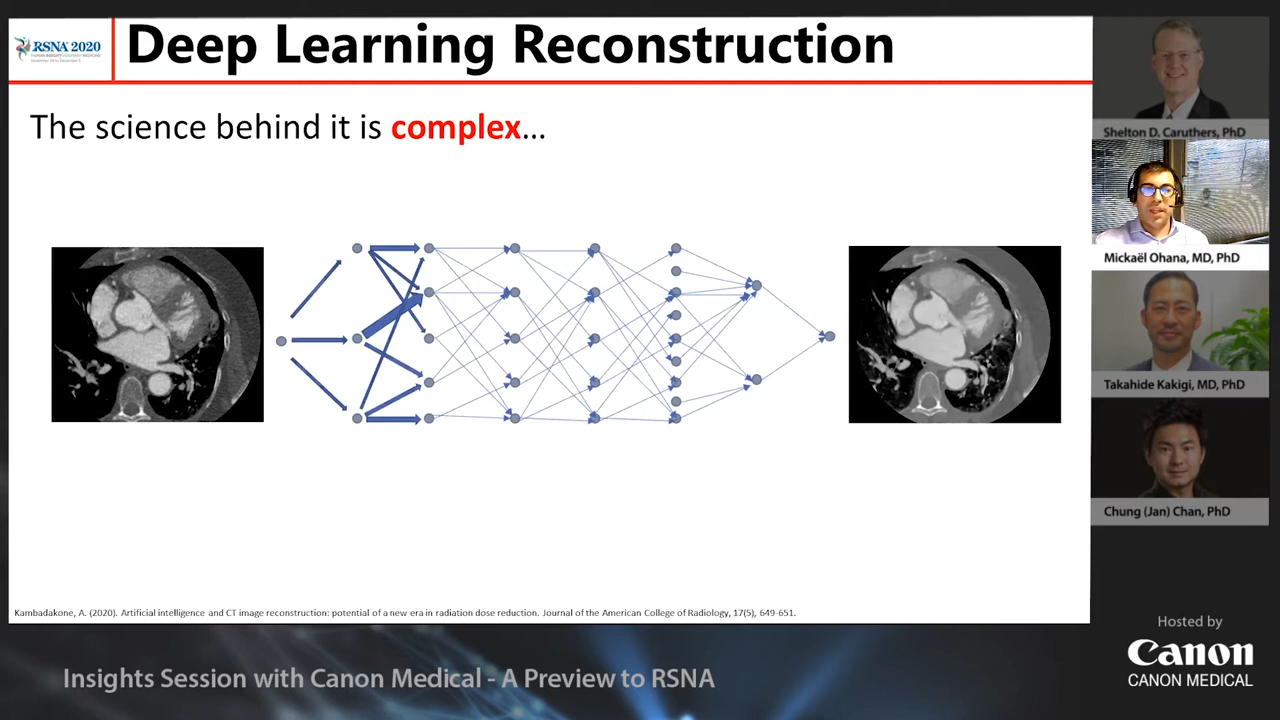 RSNA 2020
Deep Learning Reconstruction
The science behind it is complex...
Shelton D. Caruthers, PhD
Mickaël Ohana, MD, PhD
Takahide Kakigi, MD, PhD
Chung (Jan) Chan, PhD
Kambadakone, A. (2020). Artificial intelligence and CT image reconstruction: potential of a new era in radiation dose reduction. Journal of the American College of Radiology, 17(5), 649-651.
Hosted by
Canon
CANON MEDICAL
Insights Session with Canon Medical - A Preview to RSNA